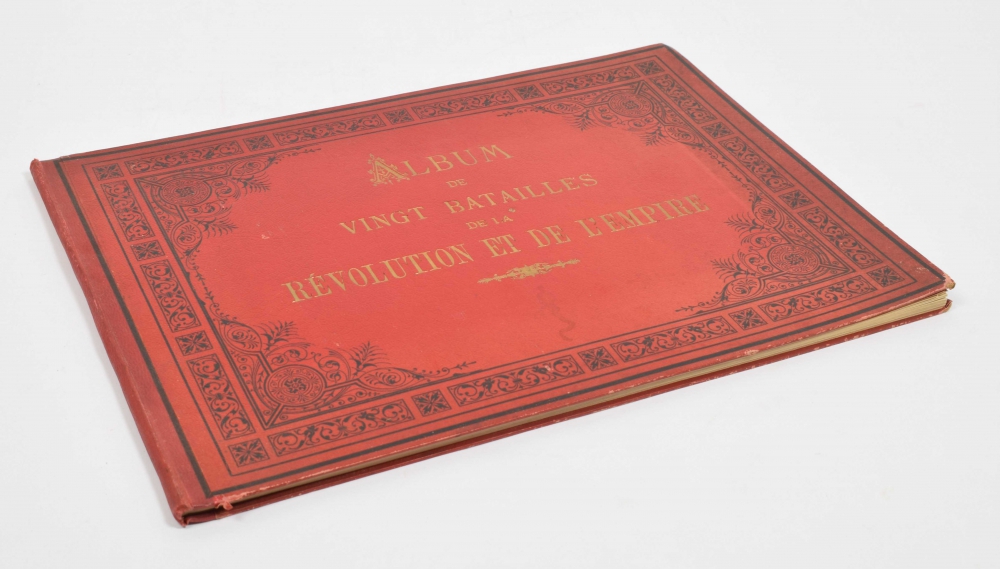 ALBUM
DE
VINGT BATAILLES
DE LA
RÉVOLUTION ET DE L'EMPIRE